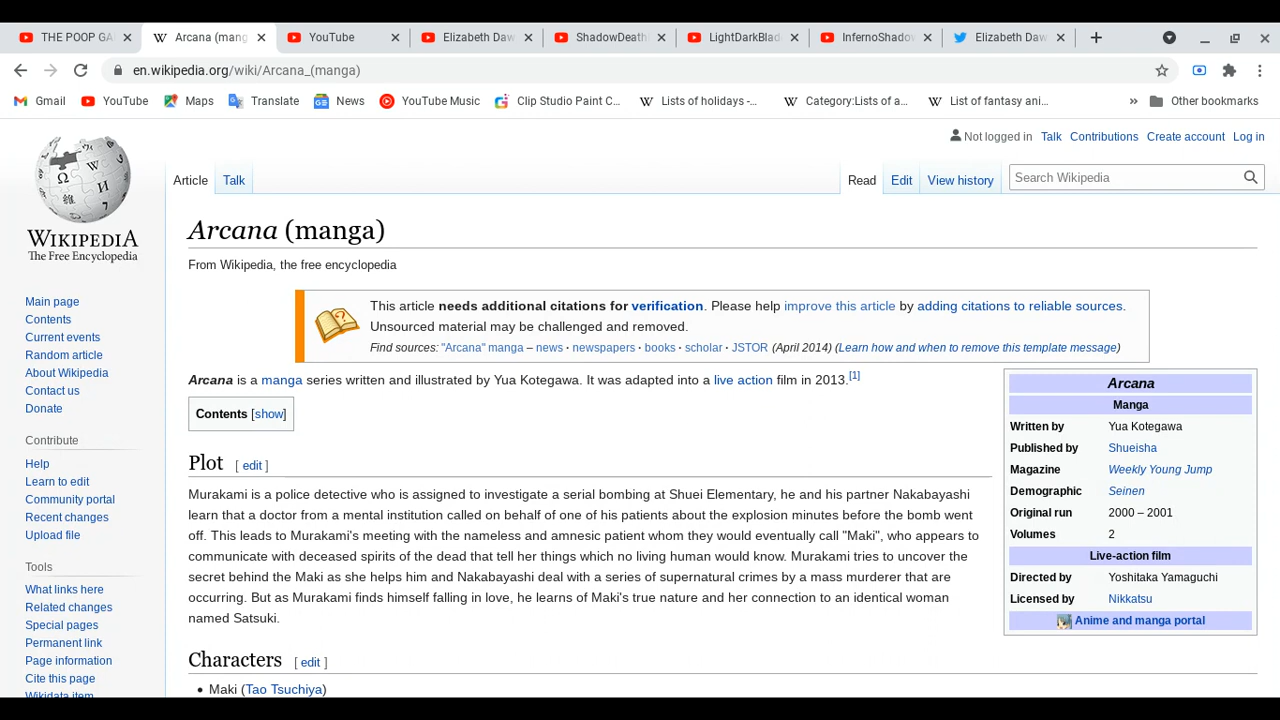 THE POOP GA
Arcana (mang
YouTube
Elizabeth Daw
ShadowDeath
LightDarkBlad
InfernoShado
Elizabeth Daw
en.wikipedia.org/wiki/Arcana_(manga)
Gmail
YouTube
Maps
Translate
News
YouTube Music
Clip Studio Paint C...
Lists of holidays -...
Category:Lists of a...
List of fantasy ani...
»
Other bookmarks
Not logged in Talk Contributions Create account Log in
Article Talk
Read Edit View history
Search Wikipedia
WIKIPEDIA
The Free Encyclopedia
Main page
Contents
Current events
Random article
About Wikipedia
Contact us
Donate
Contribute
Help
Learn to edit
Community portal
Recent changes
Upload file
Tools
What links here
Related changes
Special pages
Permanent link
Page information
Cite this page
Wikidata item
Arcana (manga)
From Wikipedia, the free encyclopedia
This article needs additional citations for verification. Please help improve this article by adding citations to reliable sources.
Unsourced material may be challenged and removed.
Find sources: "Arcana" manga – news · newspapers · books · scholar · JSTOR (April 2014) (Learn how and when to remove this template message)
Arcana is a manga series written and illustrated by Yua Kotegawa. It was adapted into a live action film in 2013.[1]
Contents [show]
Plot [ edit ]
Murakami is a police detective who is assigned to investigate a serial bombing at Shuei Elementary, he and his partner Nakabayashi
learn that a doctor from a mental institution called on behalf of one of his patients about the explosion minutes before the bomb went
off. This leads to Murakami's meeting with the nameless and amnesic patient whom they would eventually call "Maki", who appears to
communicate with deceased spirits of the dead that tell her things which no living human would know. Murakami tries to uncover the
secret behind the Maki as she helps him and Nakabayashi deal with a series of supernatural crimes by a mass murderer that are
occurring. But as Murakami finds himself falling in love, he learns of Maki's true nature and her connection to an identical woman
named Satsuki.
Characters [ edit ]
• Maki (Tao Tsuchiya)
Arcana
Manga
Written by Yua Kotegawa
Published by Shueisha
Magazine Weekly Young Jump
Demographic Seinen
Original run 2000 – 2001
Volumes 2
Live-action film
Directed by Yoshitaka Yamaguchi
Licensed by Nikkatsu
Anime and manga portal